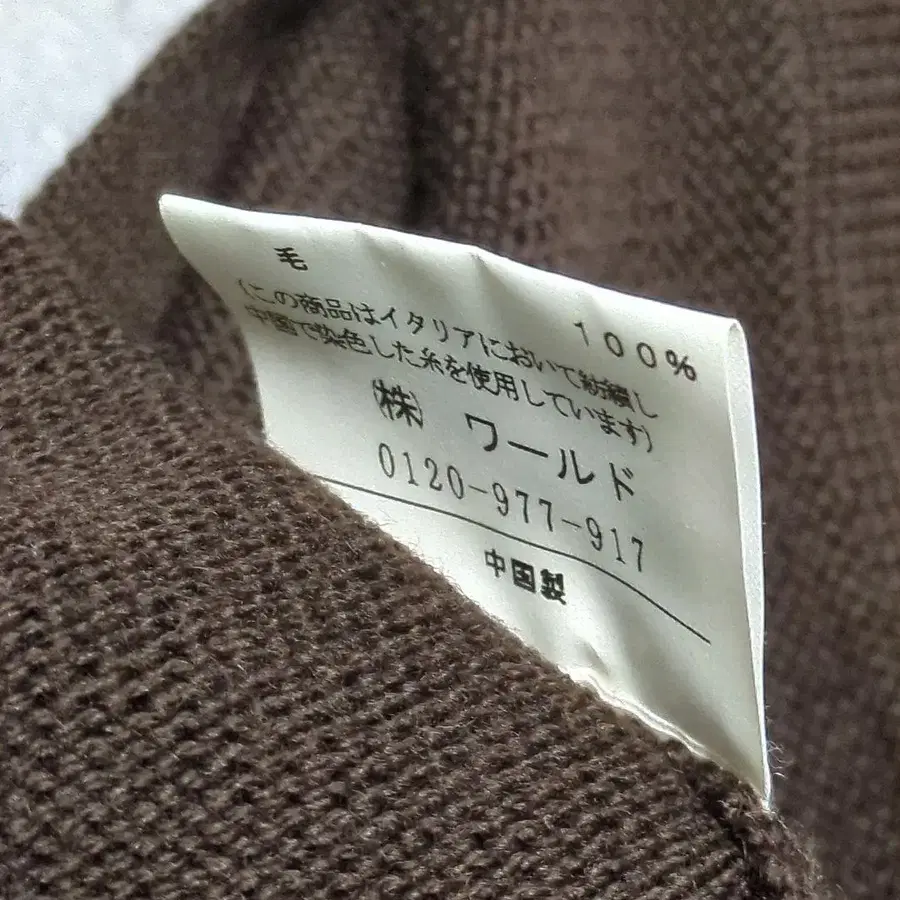 毛 100%
(この商品はイタリアにおいて紡績し
中国で染色した糸を使用しています)
(株) ワールド
0120-977-917
中国製